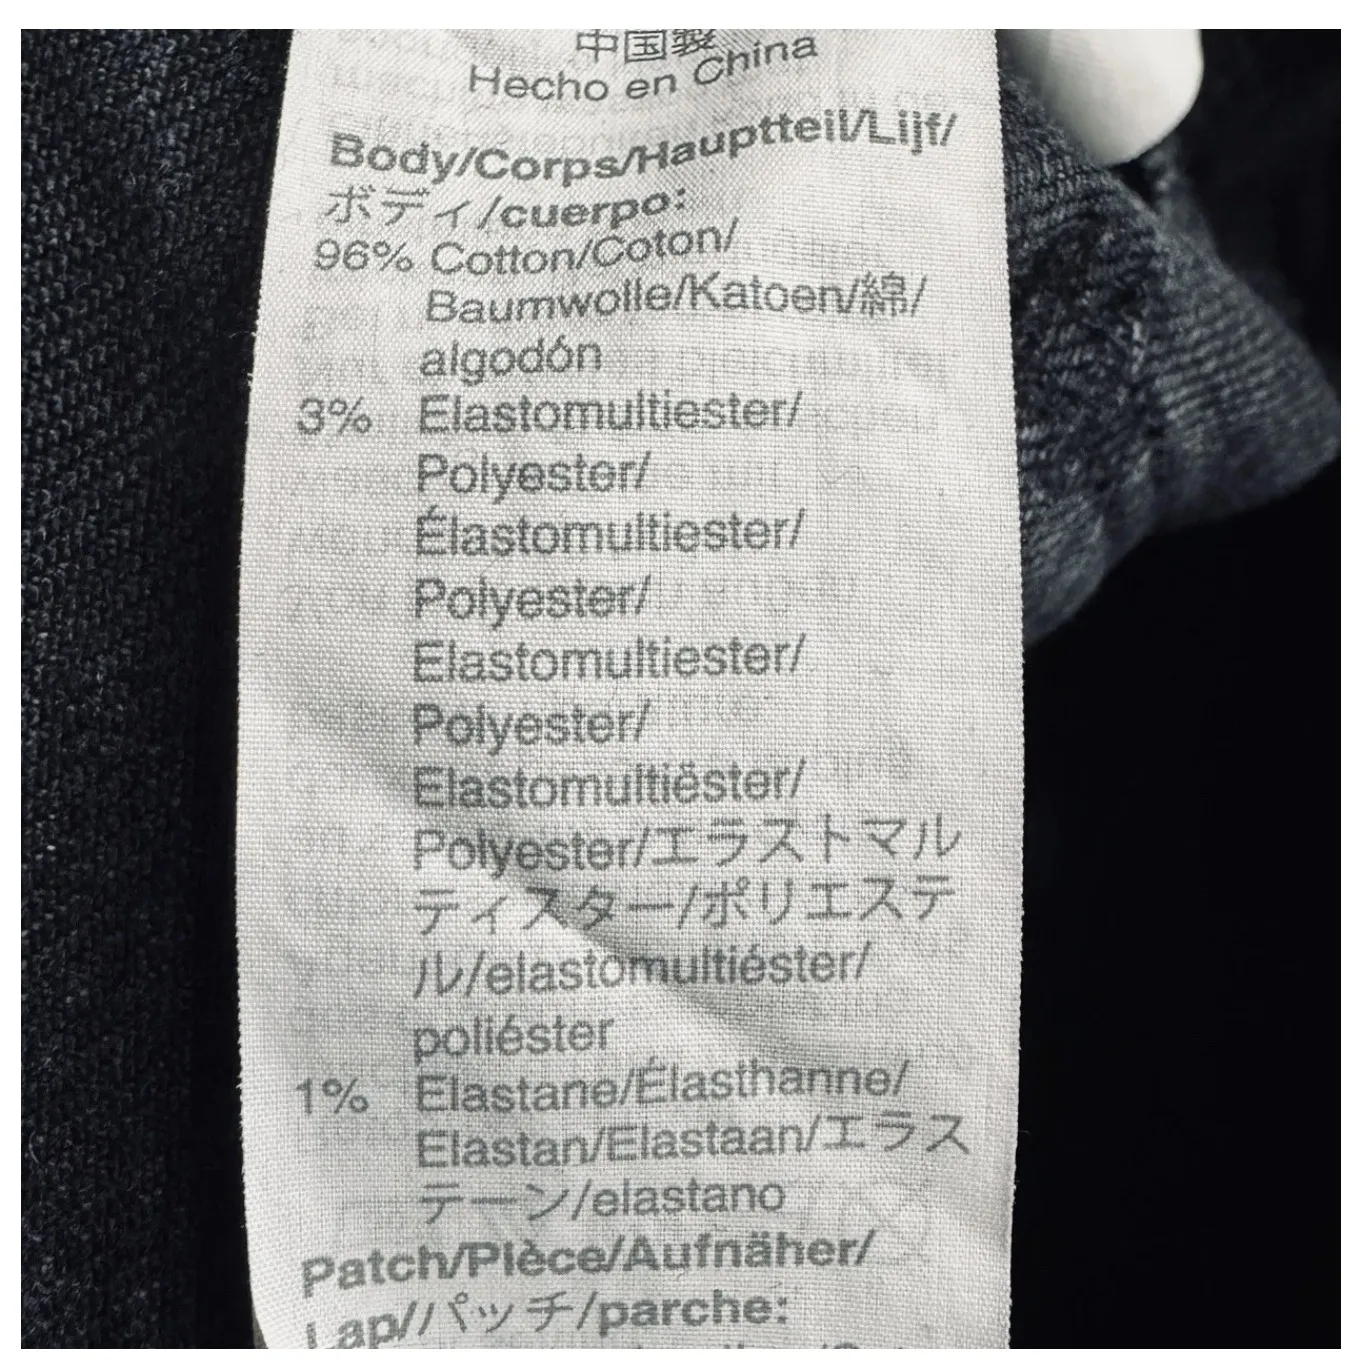 中国製
Hecho en China
Body/Corps/Hauptteil/Lijf/
ボディ/cuerpo:
96% Cotton/Coton/
Baumwolle/Katoen/綿/
algodón
3% Elastomultiester/
Polyester/
Élastomultiester/
Polyester/
Elastomultiester/
Polyester/
Elastomultiëster/
Polyester/エラストマル
ティスター/ポリエステ
ル/elastomultiéster/
poliéster
1% Elastane/Élasthanne/
Elastan/Elastaan/エラス
テーン/elastano
Patch/Pièce/Aufnäher/
Lap/パッチ/parche: